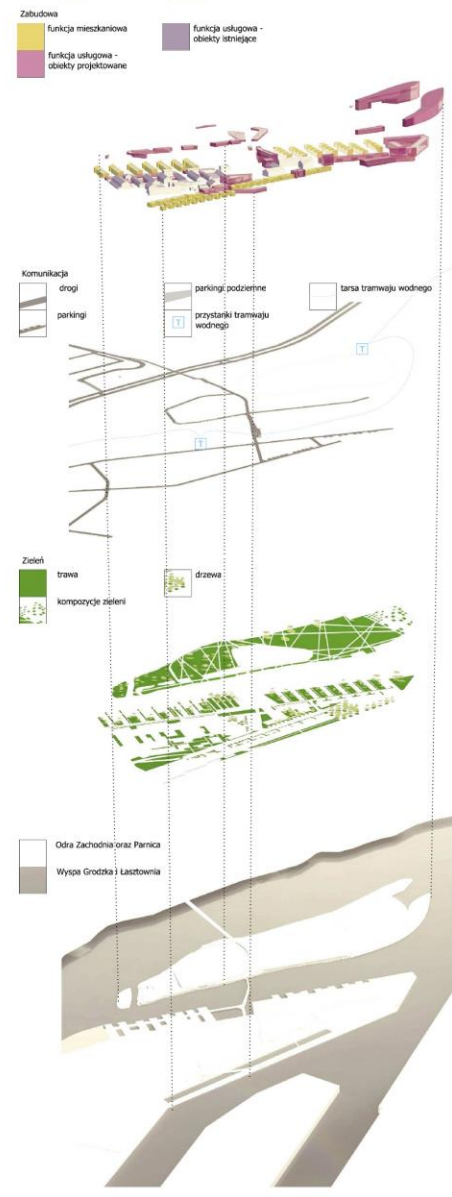 Zabudowa
funkcja mieszkaniowa
funkcja usługowa -
obiekty istniejące
funkcja usługowa -
obiekty projektowane
Komunikacja
drogi
parkingi podziemne
tarsa tramwaju wodnego
parkingi
przystanki tramwaju
wodnego
T
T
T
Zieleń
trawa
drzewa
kompozycje zieleni
Odra Zachodnia oraz Parnica
Wyspa Grodzka i Łasztownia